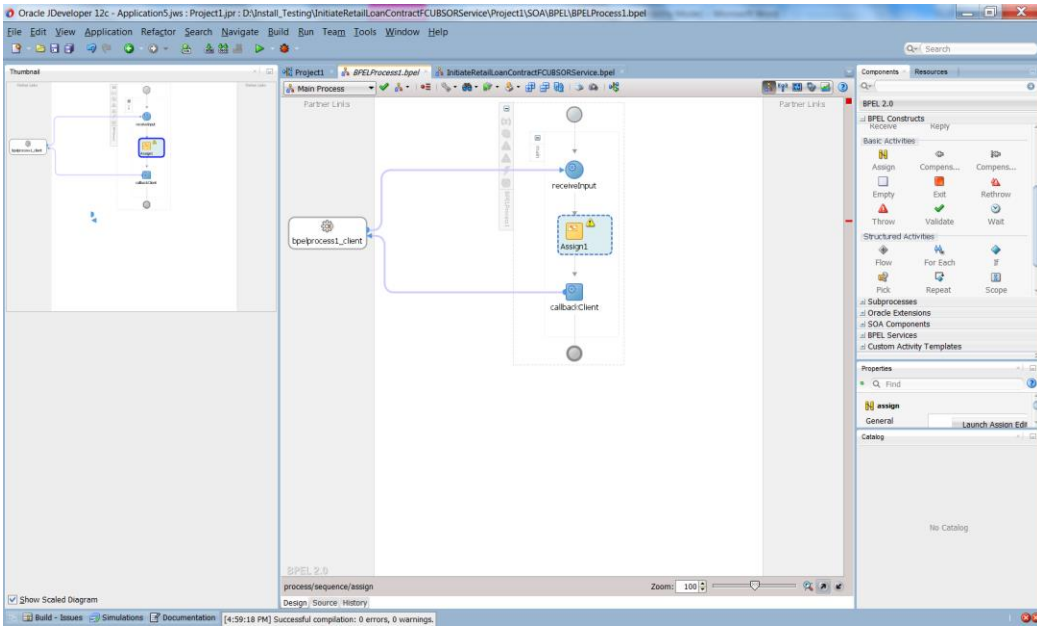 Oracle JDeveloper 12c - Application5.jws : Project1.jpr : D:\Install_Testing\InitiateRetailLoanContractFCUBSORService\Project1\SOA\BPEL\BPELProcess1.bpel
File Edit View Application Refactor Search Navigate Build Run Team Tools Window Help
Search
Thumbnail
Project1 BPELProcess1.bpel InitiateRetailLoanContractFCUBSORService.bpel
Components Resources
Main Process
BPEL 2.0
Partner Links
Partner Links
BPEL Constructs
Receive Reply
Basic Activities
Assign Compens... Compens...
Empty Exit Rethrow
Throw Validate Wait
Structured Activities
Flow For Each If
Pick Repeat Scope
Subprocesses
Oracle Extensions
SOA Components
BPEL Services
Custom Activity Templates
receiveInput
bpelprocess1_client
Assign1
callbackClient
Properties
Find
assign
General Launch Assign Edi
Catalog
No Catalog
BPEL 2.0
process/sequence/assign
Zoom: 100
Show Scaled Diagram
Design Source History
Build - Issues Simulations Documentation [4:59:18 PM] Successful compilation: 0 errors, 0 warnings.